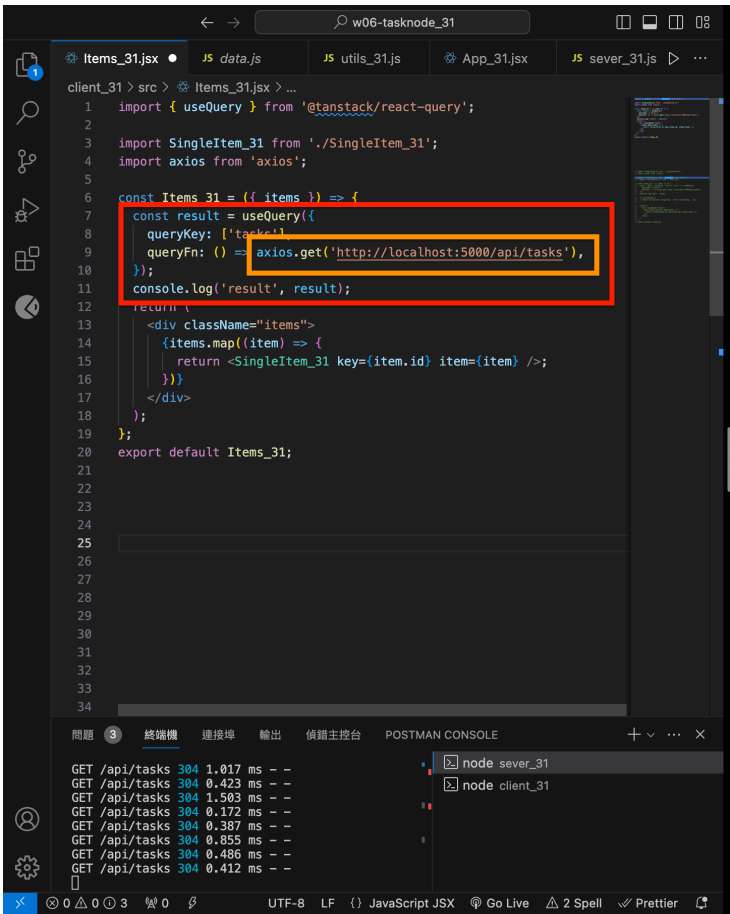 w06-tasknode_31
Items_31.jsx
JS data.js
JS utils_31.js
App_31.jsx
JS sever_31.js
client_31 > src > Items_31.jsx > ...
1 import { useQuery } from '@tanstack/react-query';
2
3 import SingleItem_31 from './SingleItem_31';
4 import axios from 'axios';
5
6 const Items_31 = ({ items }) => {
7 const result = useQuery({
8 queryKey: ['tasks'],
9 queryFn: () => axios.get('http://localhost:5000/api/tasks'),
10 });
11 console.log('result', result);
12 return (
13 <div className="items">
14 {items.map((item) => {
15 return <SingleItem_31 key={item.id} item={item} />;
16 })}
17 </div>
18 );
19 };
20 export default Items_31;
21
22
23
24
25
26
27
28
29
30
31
32
33
34
問題 3 終端機 連接埠 輸出 偵錯主控台 POSTMAN CONSOLE
GET /api/tasks 304 1.017 ms - -
GET /api/tasks 304 0.423 ms - -
GET /api/tasks 304 1.503 ms - -
GET /api/tasks 304 0.172 ms - -
GET /api/tasks 304 0.387 ms - -
GET /api/tasks 304 0.855 ms - -
GET /api/tasks 304 0.486 ms - -
GET /api/tasks 304 0.412 ms - -
node sever_31
node client_31
1
0 0 3 0 UTF-8 LF {} JavaScript JSX Go Live 2 Spell Prettier